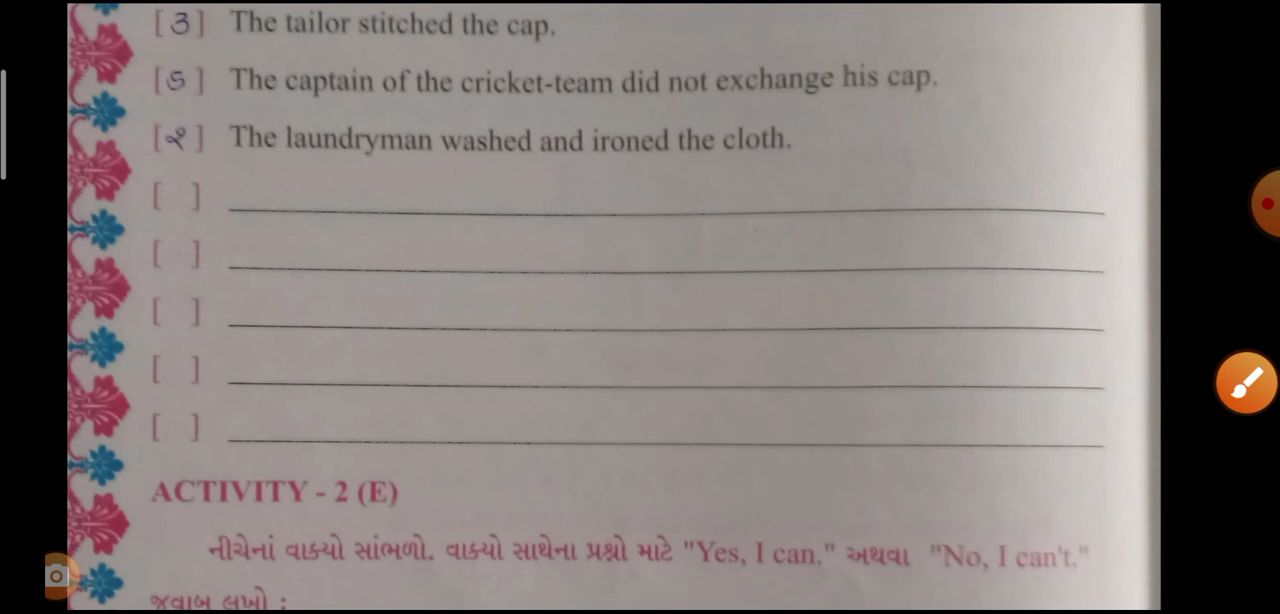 [3] The tailor stitched the cap.
[૬] The captain of the cricket-team did not exchange his cap.
[૨] The laundryman washed and ironed the cloth.
[ ]
[ ]
[ ]
[ ]
[ ]
ACTIVITY - 2 (E)
નીચેનાં વાક્યો સાંભળો. વાક્યો સાથેના પ્રશ્નો માટે "Yes, I can." અથવા "No, I can't."
જવાબ લખો :